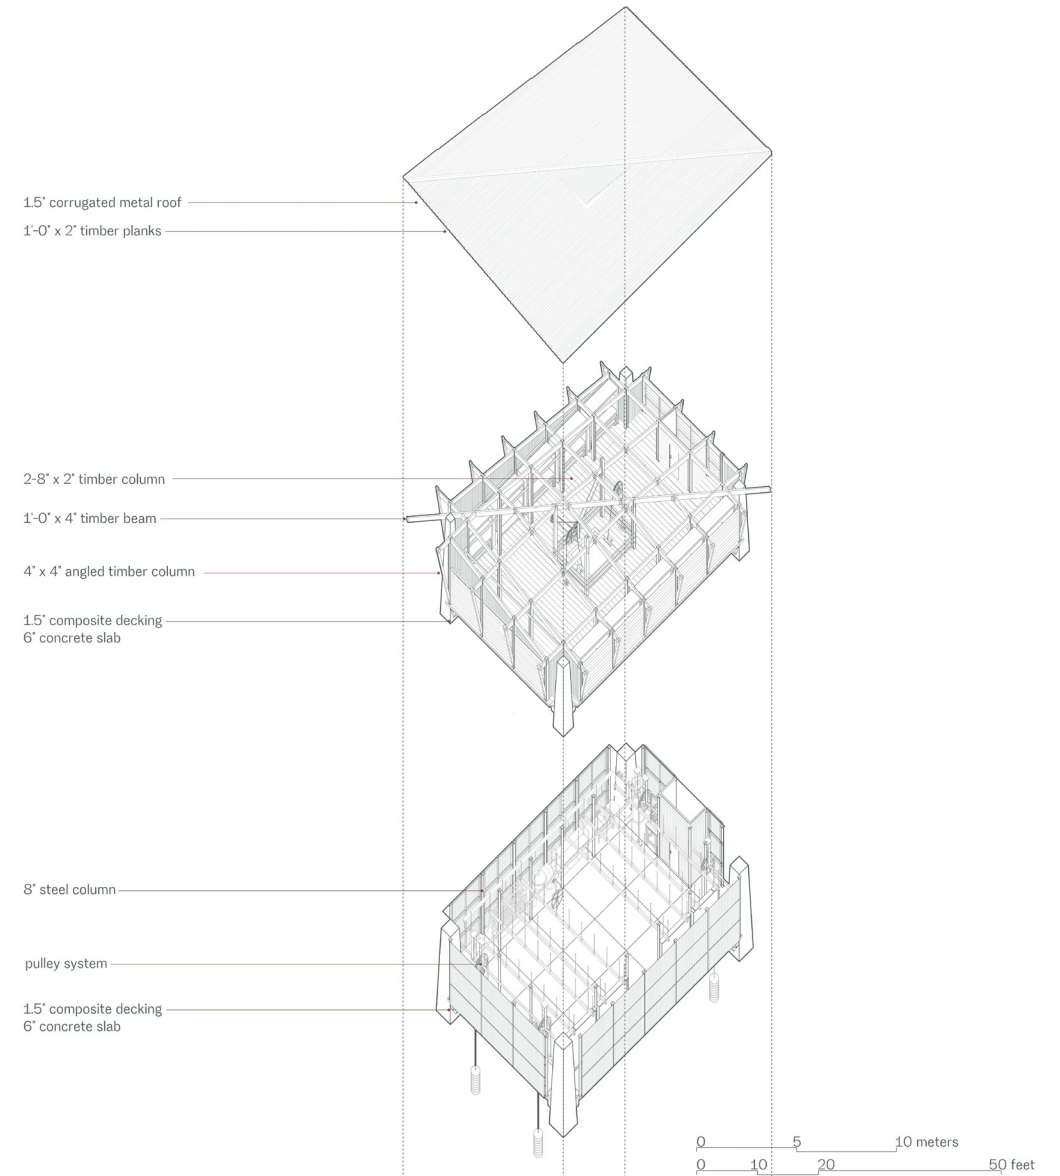 1.5" corrugated metal roof
1'-0" x 2" timber planks
2-8" x 2" timber column
1'-0" x 4" timber beam
4" x 4" angled timber column
1.5" composite decking
6" concrete slab
8" steel column
pulley system
1.5" composite decking
6" concrete slab
0 5 10 meters
0 10 20 50 feet